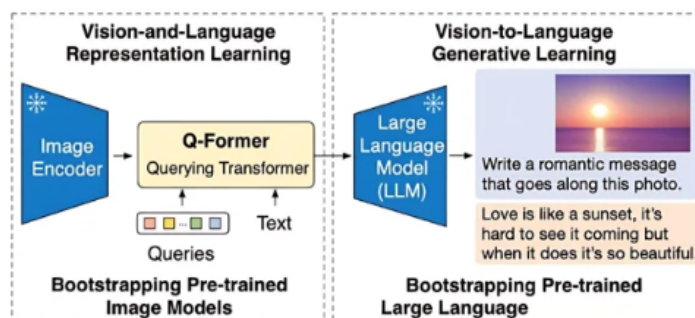 Vision-and-Language
Representation Learning
Vision-to-Language
Generative Learning
Image
Encoder
Q-Former
Querying Transformer
...
Queries
Text
Large
Language
Model
(LLM)
Write a romantic message
that goes along this photo.
Love is like a sunset, it's
hard to see it coming but
when it does it's so beautiful.
Bootstrapping Pre-trained
Image Models
Bootstrapping Pre-trained
Large Language